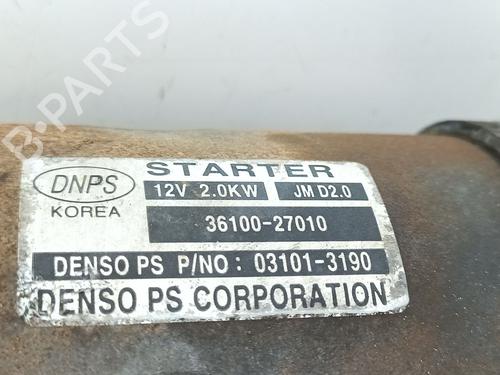 B-PARTS
STARTER
DNPS
12V 2.0KW JM D2.0
KOREA
36100-27010
DENSO PS P/NO: 03101-3190
DENSO PS CORPORATION